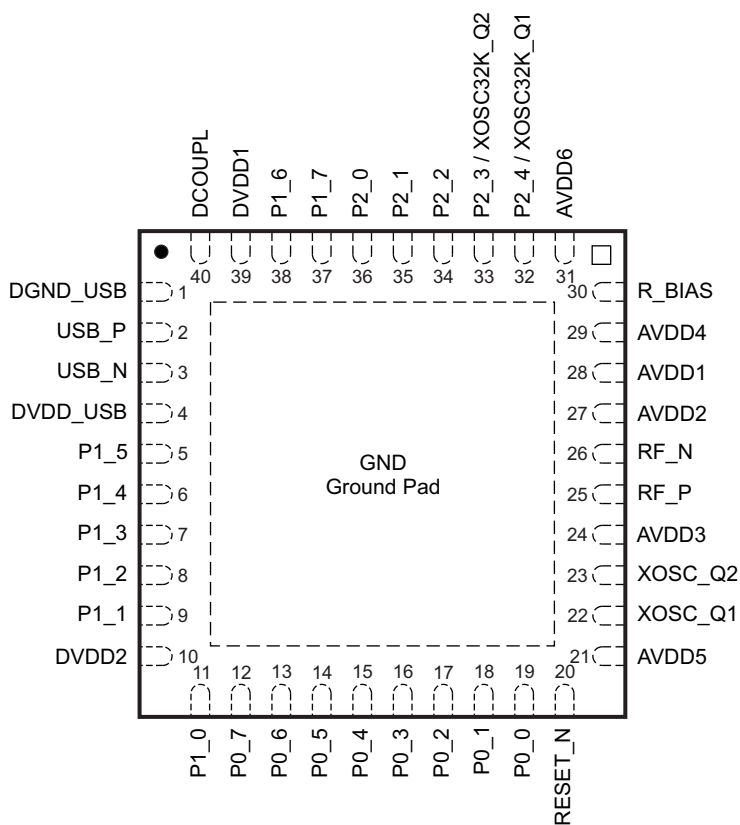 DCOUPL
DVDD1
P1_6
P1_7
P2_0
P2_1
P2_2
P2_3 / XOSC32K_Q2
P2_4 / XOSC32K_Q1
AVDD6
40
39
38
37
36
35
34
33
32
31
DGND_USB 1
30 R_BIAS
USB_P 2
29 AVDD4
USB_N 3
28 AVDD1
DVDD_USB 4
27 AVDD2
P1_5 5
26 RF_N
P1_4 6
25 RF_P
P1_3 7
24 AVDD3
P1_2 8
23 XOSC_Q2
P1_1 9
22 XOSC_Q1
DVDD2 10
21 AVDD5
GND
Ground Pad
11
12
13
14
15
16
17
18
19
20
P1_0
P0_7
P0_6
P0_5
P0_4
P0_3
P0_2
P0_1
P0_0
RESET_N